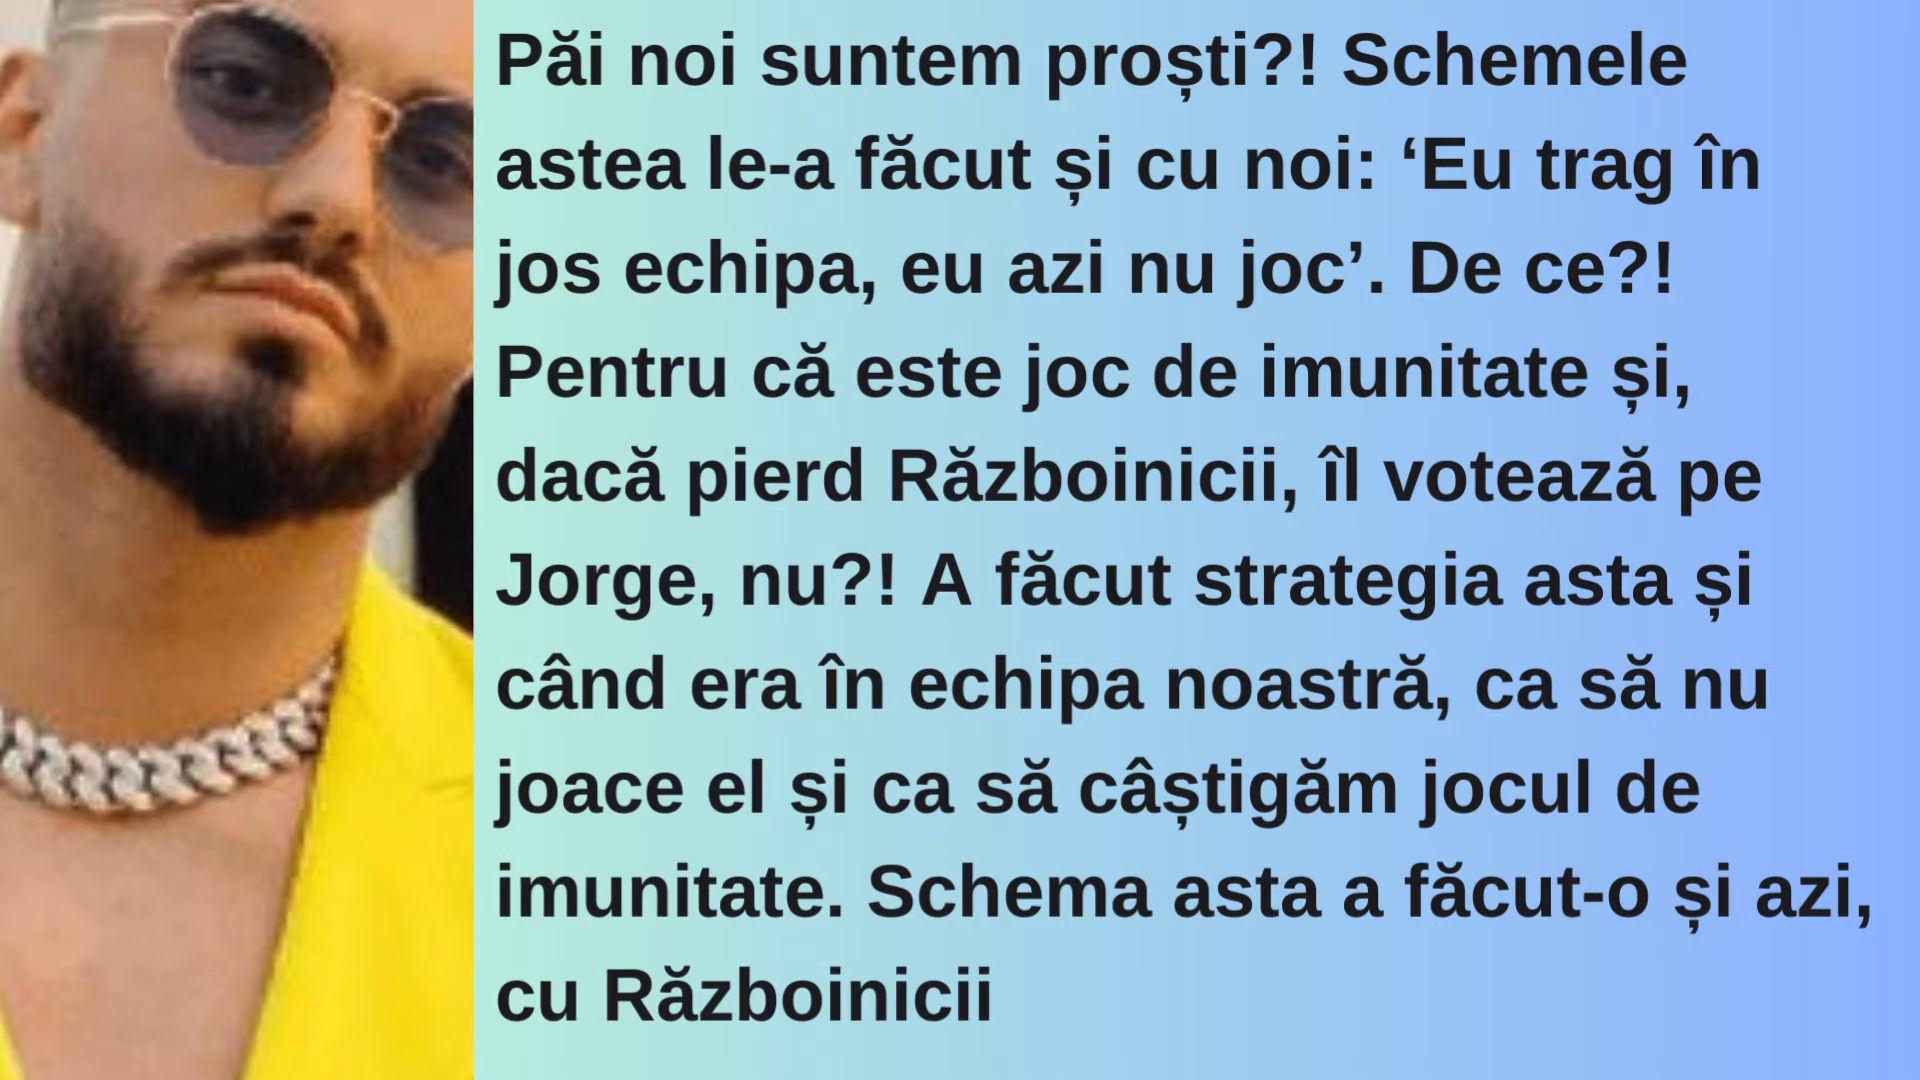 Păi noi suntem proști?! Schemele
astea le-a făcut și cu noi: ‘Eu trag în
jos echipa, eu azi nu joc’. De ce?!
Pentru că este joc de imunitate și,
dacă pierd Războinicii, îl votează pe
Jorge, nu?! A făcut strategia asta și
când era în echipa noastră, ca să nu
joace el și ca să câștigăm jocul de
imunitate. Schema asta a făcut-o și azi,
cu Războinicii